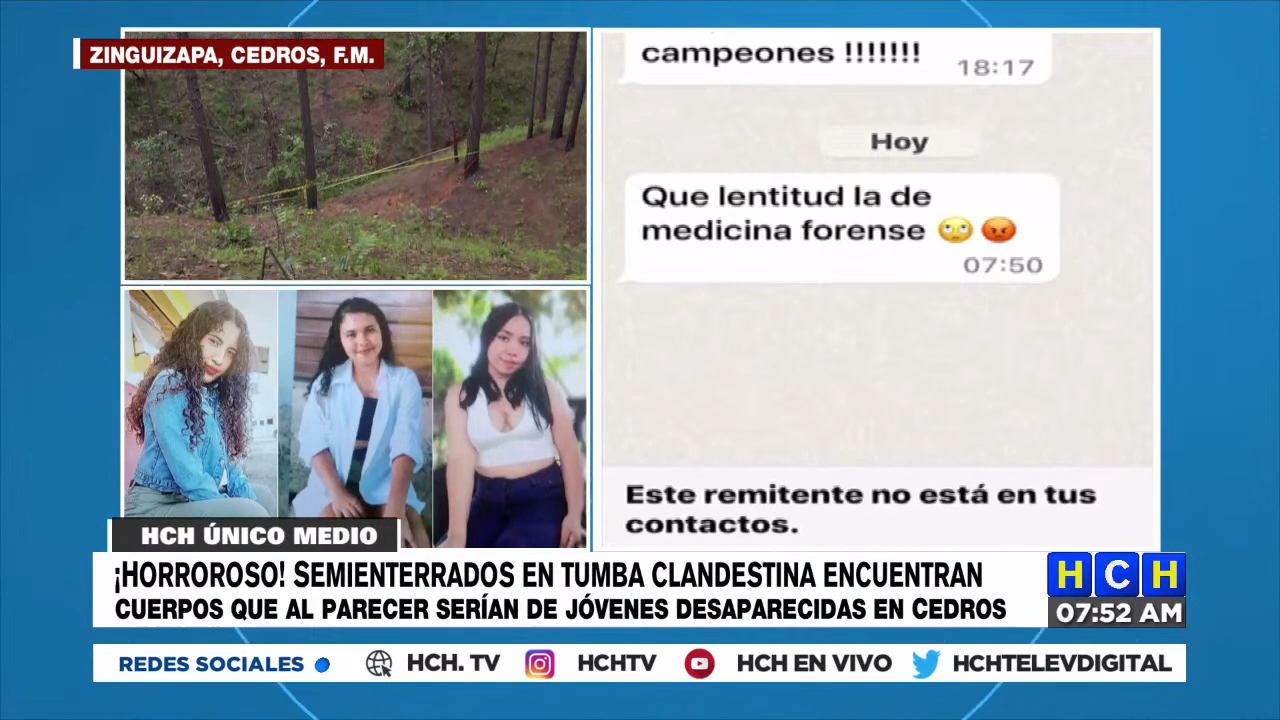 ZINGUIZAPA, CEDROS, F.M.
campeones !!!!!!!
18:17
Hoy
Que lentitud la de
medicina forense 🙄 😡
07:50
Este remitente no está en tus
contactos.
HCH ÚNICO MEDIO
¡HORROROSO! SEMIENTERRADOS EN TUMBA CLANDESTINA ENCUENTRAN
CUERPOS QUE AL PARECER SERÍAN DE JÓVENES DESAPARECIDAS EN CEDROS
HCH
07:52 AM
REDES SOCIALES HCH. TV HCHTV HCH EN VIVO HCHTELEVDIGITAL